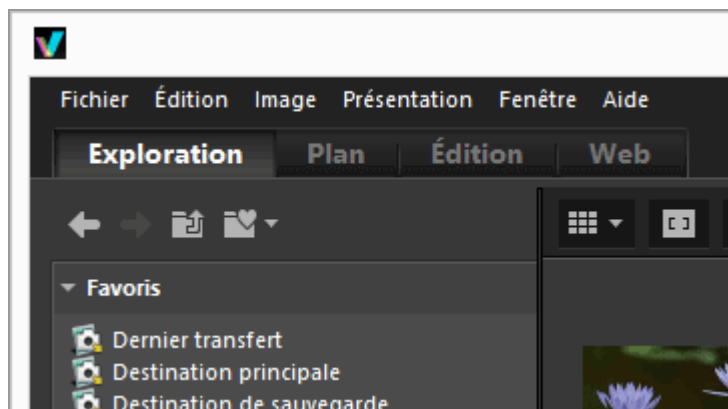 Fichier Édition Image Présentation Fenêtre Aide
Exploration Plan Édition Web
Favoris
Dernier transfert
Destination principale
Destination de sauvegarde